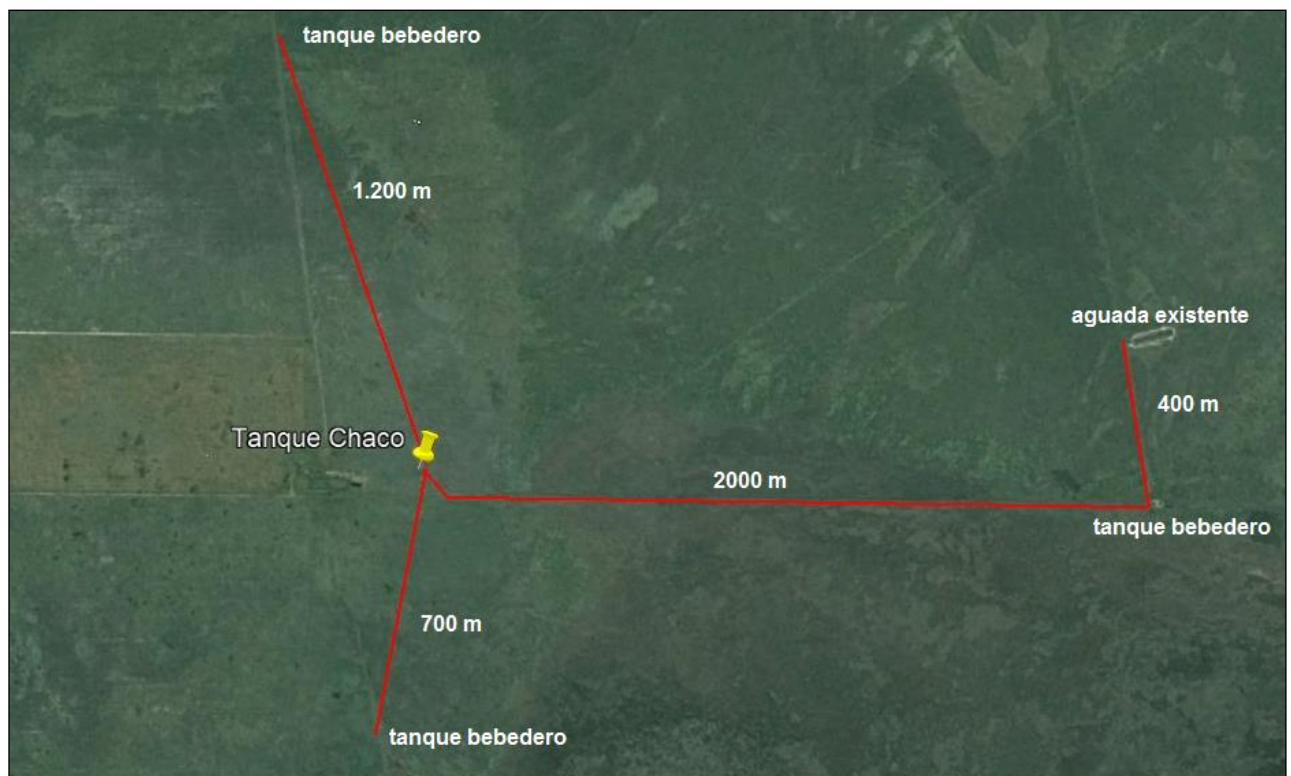 tanque bebedero
1.200 m
aguada existente
400 m
Tanque Chaco
2000 m
tanque bebedero
700 m
tanque bebedero